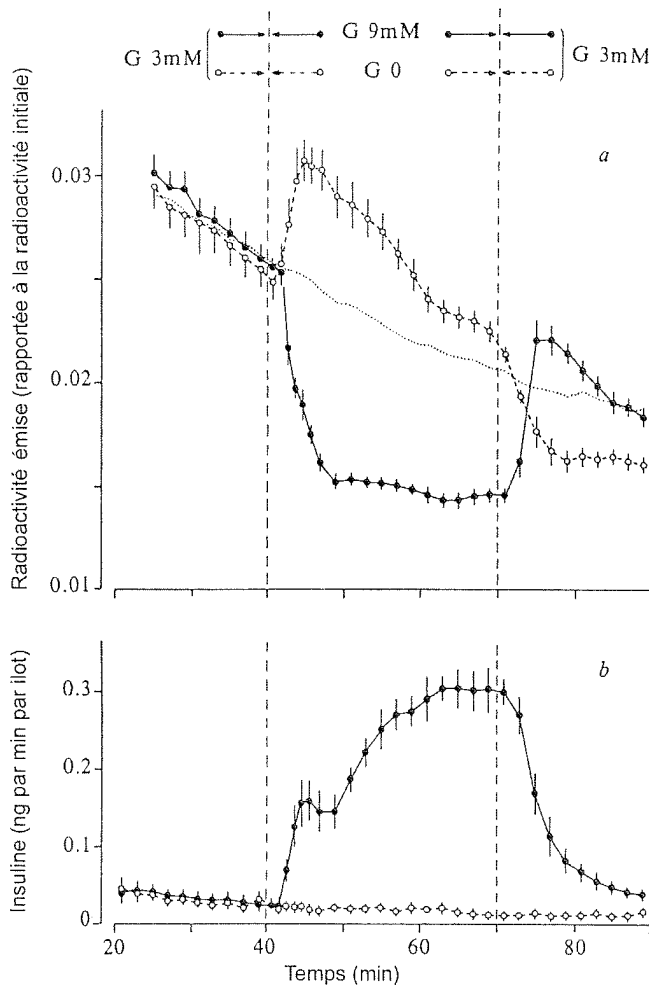 G 9mM
G 3mM
G 3mM
G 0
a
Radioactivité émise (rapportée à la radioactivité initiale)
0.03
0.02
0.01
b
Insuline (ng par min par ilot)
0.3
0.2
0.1
0
20
40
60
80
Temps (min)